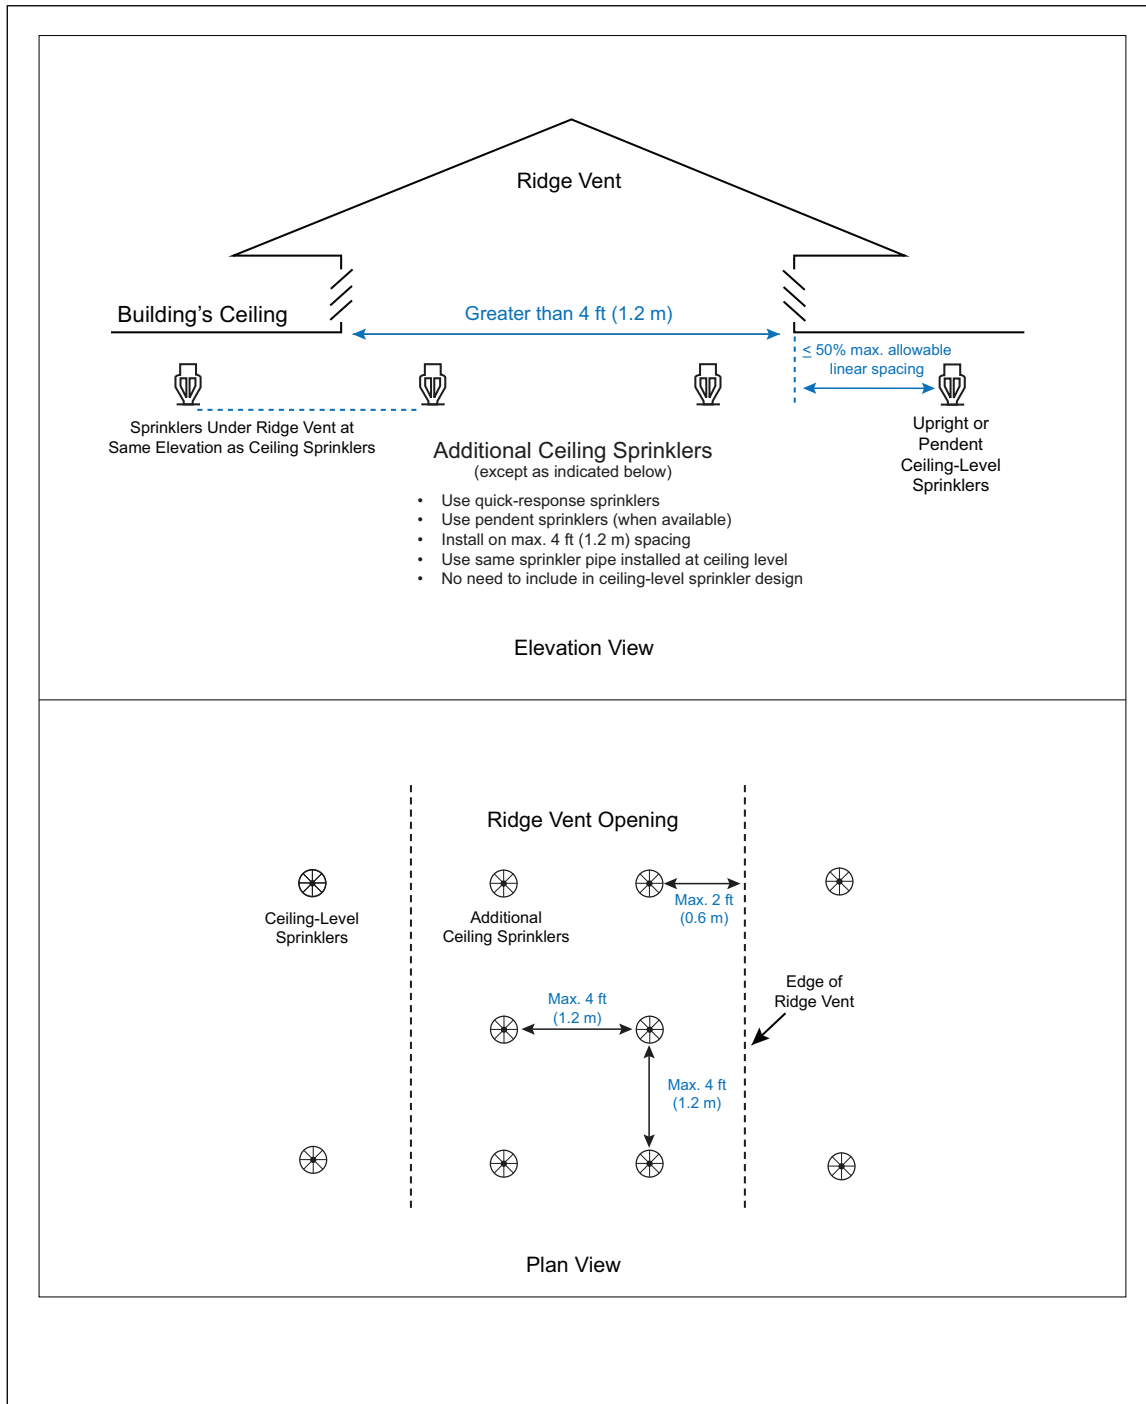 Ridge Vent
Building’s Ceiling
Greater than 4 ft (1.2 m)
≤ 50% max. allowable
linear spacing
Sprinklers Under Ridge Vent at
Same Elevation as Ceiling Sprinklers
Additional Ceiling Sprinklers
(except as indicated below)
• Use quick-response sprinklers
• Use pendent sprinklers (when available)
• Install on max. 4 ft (1.2 m) spacing
• Use same sprinkler pipe installed at ceiling level
• No need to include in ceiling-level sprinkler design
Upright or
Pendent
Ceiling-Level
Sprinklers
Elevation View
Ridge Vent Opening
Ceiling-Level
Sprinklers
Additional
Ceiling Sprinklers
Max. 2 ft
(0.6 m)
Max. 4 ft
(1.2 m)
Edge of
Ridge Vent
Max. 4 ft
(1.2 m)
Plan View